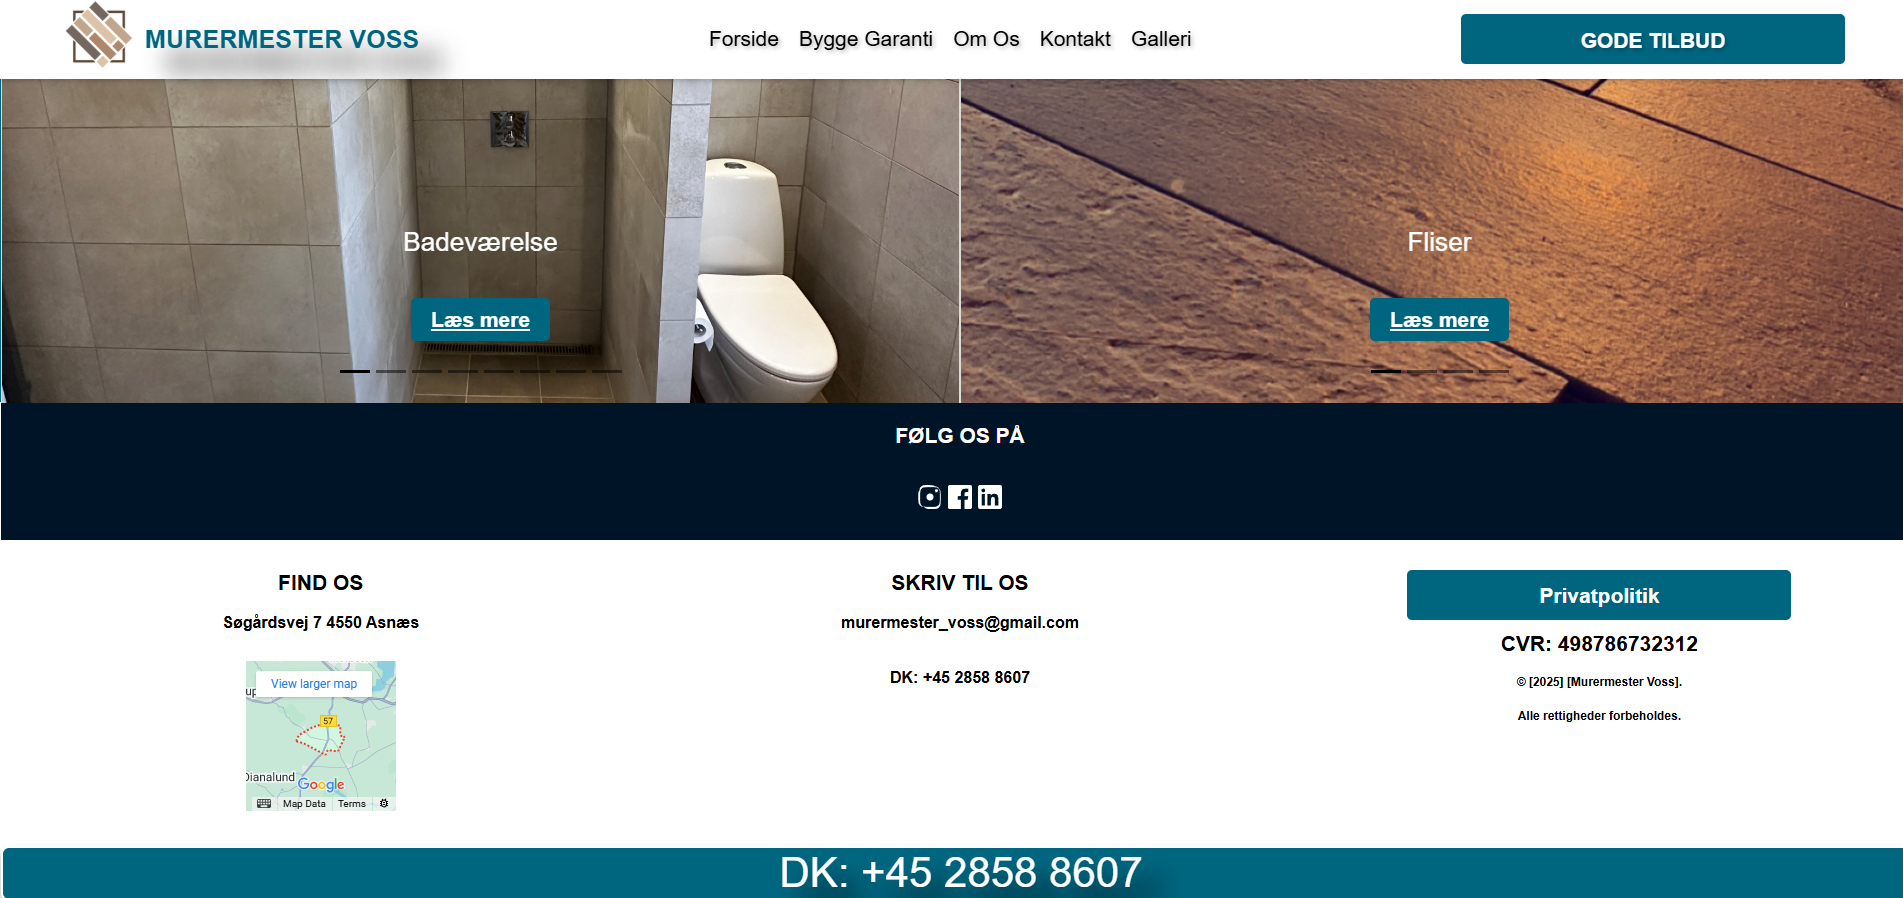 MURERMESTER VOSS
Forside Bygge Garanti Om Os Kontakt Galleri
GODE TILBUD
Badeværelse
Læs mere
Fliser
Læs mere
FØLG OS PÅ
FIND OS
Søgårdsvej 7 4550 Asnæs
View larger map
57
Dianalund
Google
Map Data Terms
SKRIV TIL OS
murermester_voss@gmail.com
DK: +45 2858 8607
Privatpolitik
CVR: 498786732312
© [2025] [Murermester Voss].
Alle rettigheder forbeholdes.
DK: +45 2858 8607